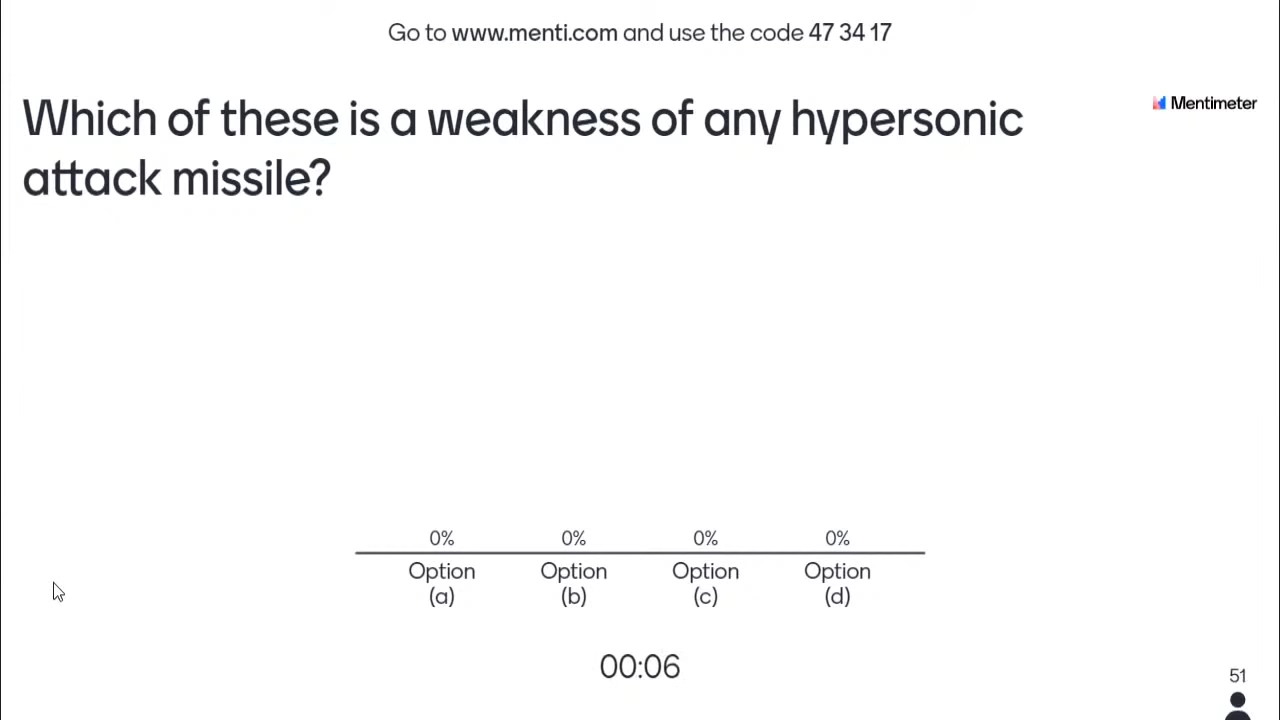 Go to www.menti.com and use the code 47 34 17
Mentimeter
Which of these is a weakness of any hypersonic
attack missile?
0%
0%
0%
0%
Option
(a)
Option
(b)
Option
(c)
Option
(d)
00:06
51